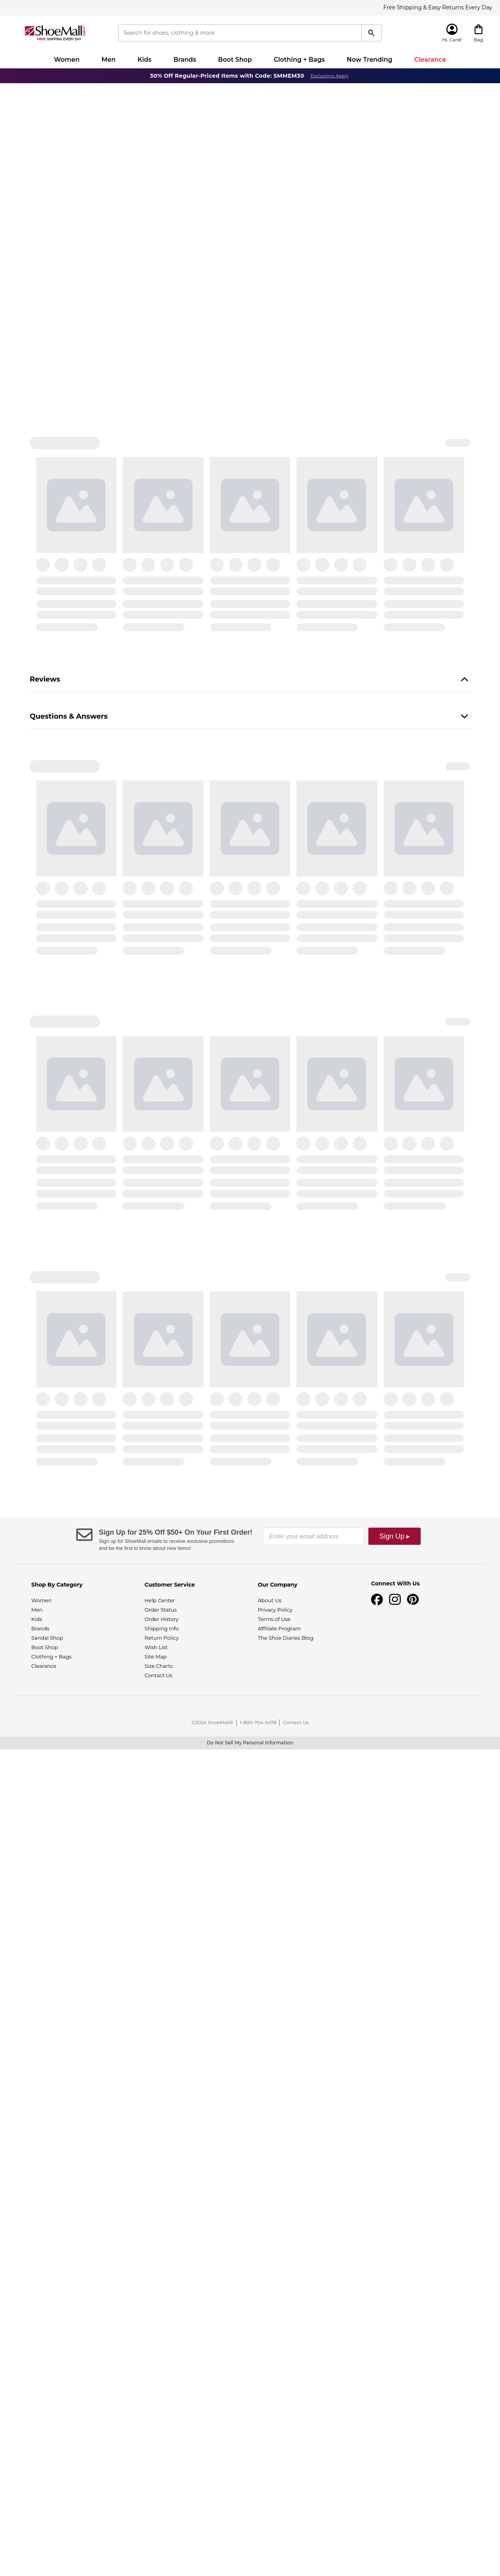 Free Shipping & Easy Returns Every Day
ShoeMall
FREE SHIPPING EVERY DAY
Search for shoes, clothing & more
Hi, Card!
Bag
Women Men Kids Brands Boot Shop Clothing + Bags Now Trending Clearance
30% Off Regular-Priced Items with Code: SMMEM30 Exclusions Apply
Reviews
Questions & Answers
Sign Up for 25% Off $50+ On Your First Order!
Sign up for ShoeMall emails to receive exclusive promotions
and be the first to know about new items!
Enter your email address
Sign Up ▸
Shop By Category
Women
Men
Kids
Brands
Sandal Shop
Boot Shop
Clothing + Bags
Clearance
Customer Service
Help Center
Order Status
Order History
Shipping Info
Return Policy
Wish List
Site Map
Size Charts
Contact Us
Our Company
About Us
Privacy Policy
Terms of Use
Affiliate Program
The Shoe Diaries Blog
Connect With Us
©2024 ShoeMall® | 1-800-704-5478 | Contact Us
Do Not Sell My Personal Information